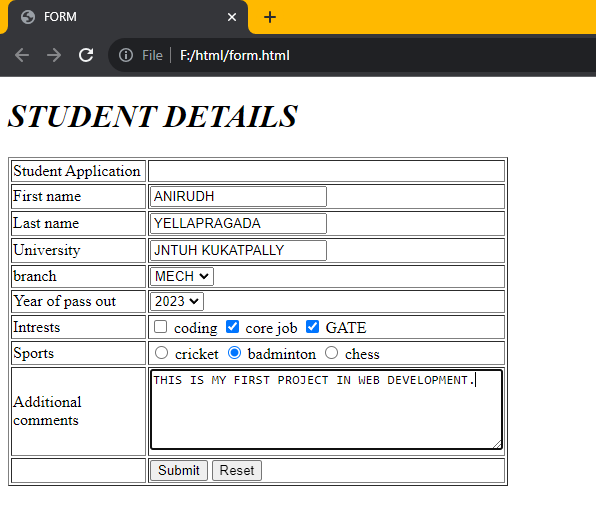 FORM
File F:/html/form.html
STUDENT DETAILS
Student Application
First name ANIRUDH
Last name YELLAPRAGADA
University JNTUH KUKATPALLY
branch MECH
Year of pass out 2023
Intrests coding core job GATE
Sports cricket badminton chess
Additional
comments
THIS IS MY FIRST PROJECT IN WEB DEVELOPMENT.
Submit Reset